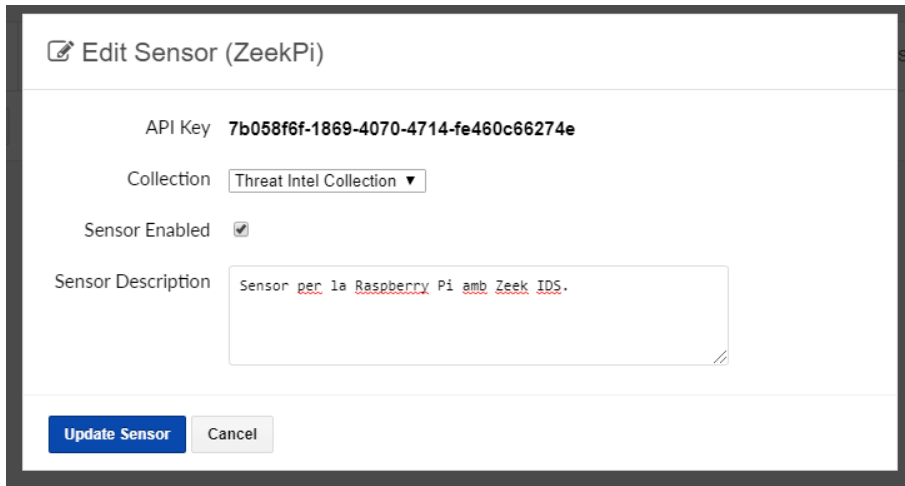 Edit Sensor (ZeekPi)
API Key 7b058f6f-1869-4070-4714-fe460c66274e
Collection Threat Intel Collection ▼
Sensor Enabled
Sensor Description Sensor per la Raspberry Pi amb Zeek IDS.
Update Sensor Cancel